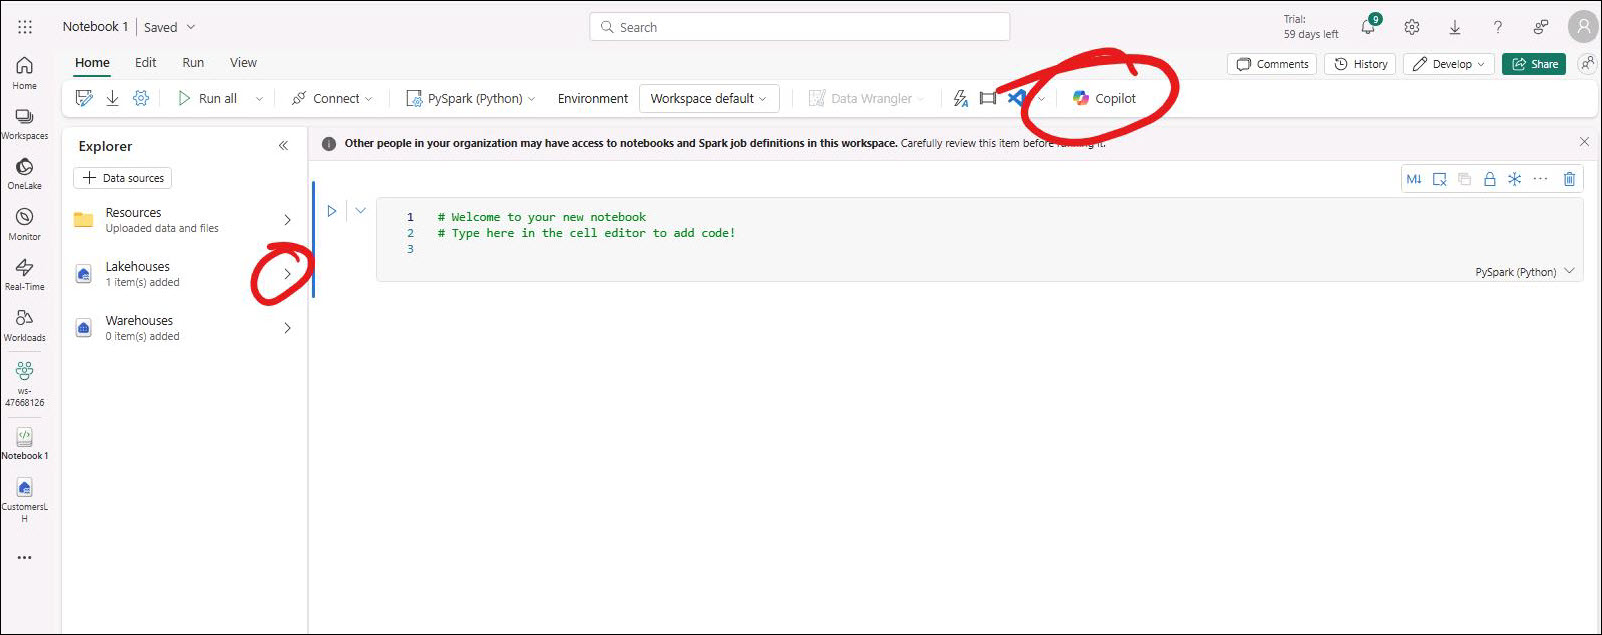 Notebook 1 | Saved
Search
Trial:
59 days left
9
Home Edit Run View
Comments History Develop Share
Run all Connect PySpark (Python) Environment Workspace default Data Wrangler Copilot
Home
Workspaces
OneLake
Monitor
Real-Time
Workloads
ws-
47668126
Notebook 1
CustomersL
H
Explorer
Data sources
Resources
Uploaded data and files
Lakehouses
1 item(s) added
Warehouses
0 item(s) added
Other people in your organization may have access to notebooks and Spark job definitions in this workspace. Carefully review this item before running it.
M↓
1 # Welcome to your new notebook
2 # Type here in the cell editor to add code!
3
PySpark (Python)